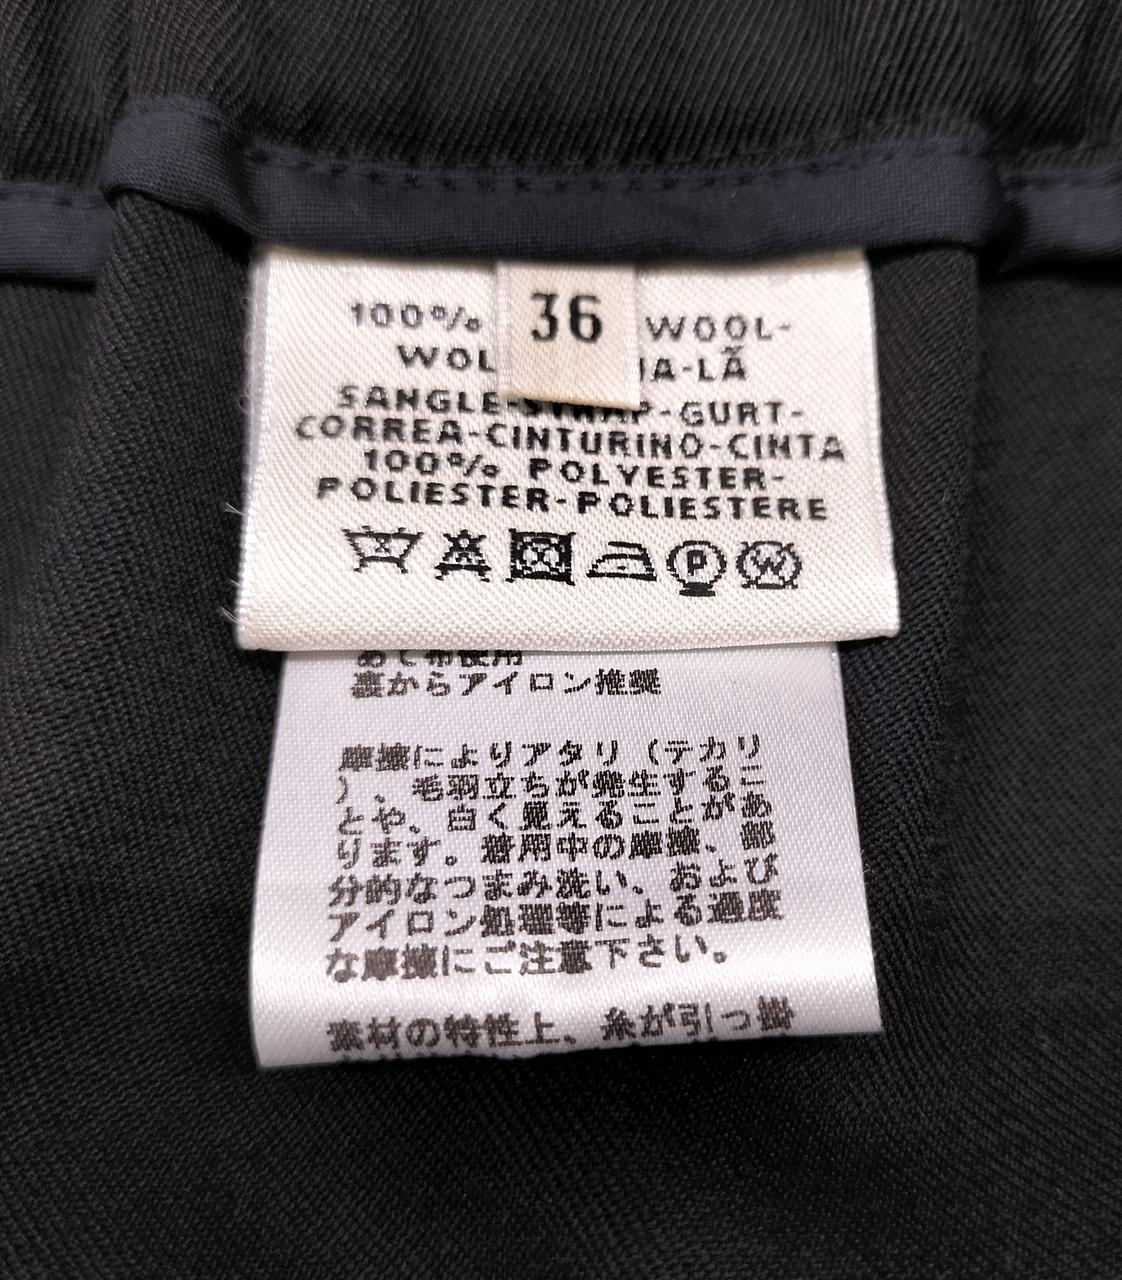 36
100% WOOL-
WOL A-LÃ
SANGLE-STRAP-GURT-
CORREA-CINTURINO-CINTA
100% POLYESTER-
POLIESTER-POLIESTERE
P W
あて布使用
裏からアイロン推奨
摩擦によりアタリ（テカリ
）、毛羽立ちが発生するこ
とや、白く見えることがあ
ります。着用中の摩擦、部
分的なつまみ洗い、および
アイロン処理等による過度
な摩擦にご注意下さい。
素材の特性上、糸が引っ掛